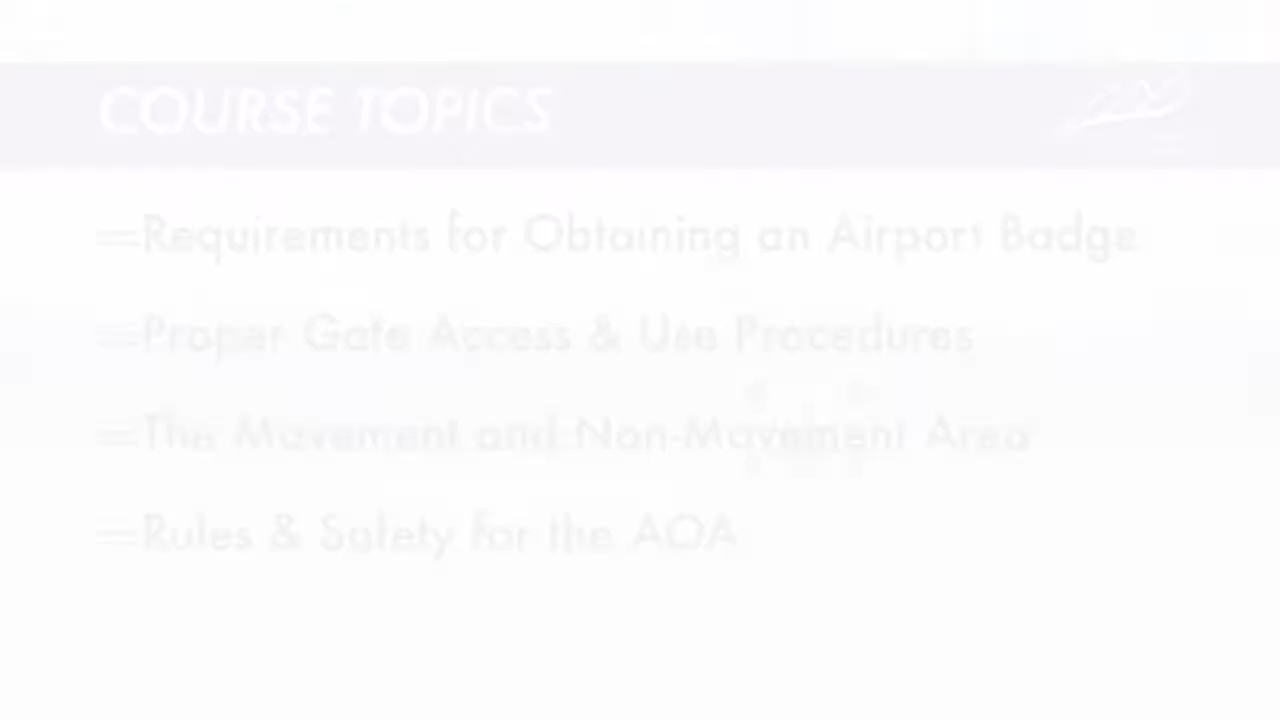 COURSE TOPICS
Requirements for Obtaining an Airport Badge
Proper Gate Access & Use Procedures
The Movement and Non-Movement Area
Rules & Safety for the AOA